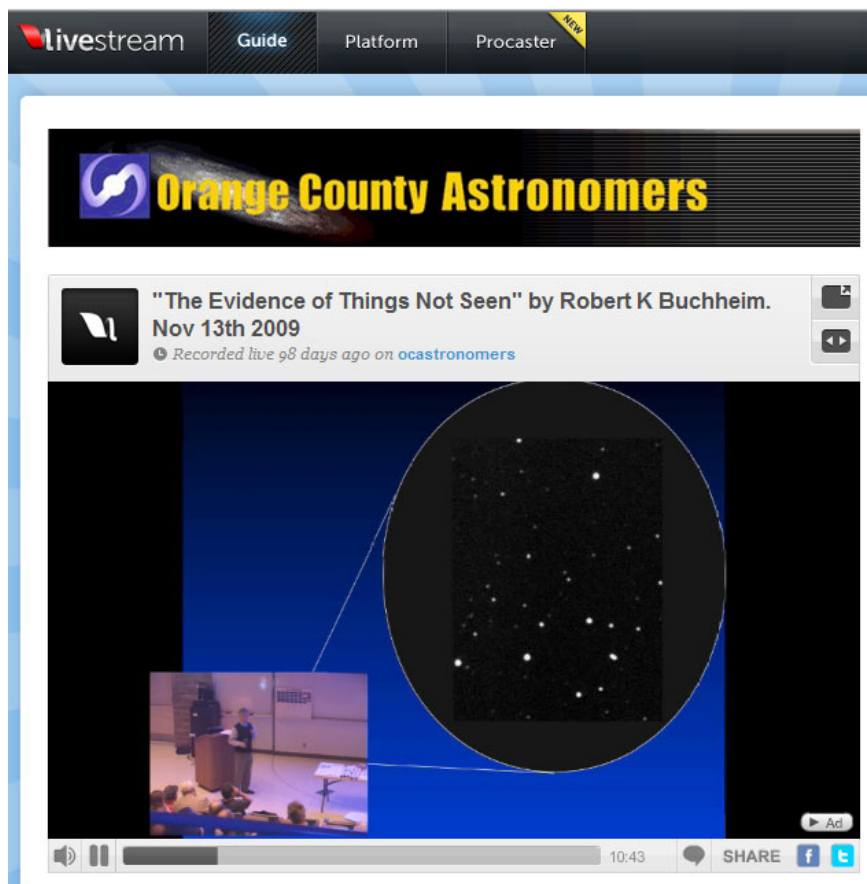 livestream
Guide
Platform
Procaster
NEW
Orange County Astronomers
"The Evidence of Things Not Seen" by Robert K Buchheim.
Nov 13th 2009
Recorded live 98 days ago on ocastronomers
Ad
10:43
SHARE
f
t